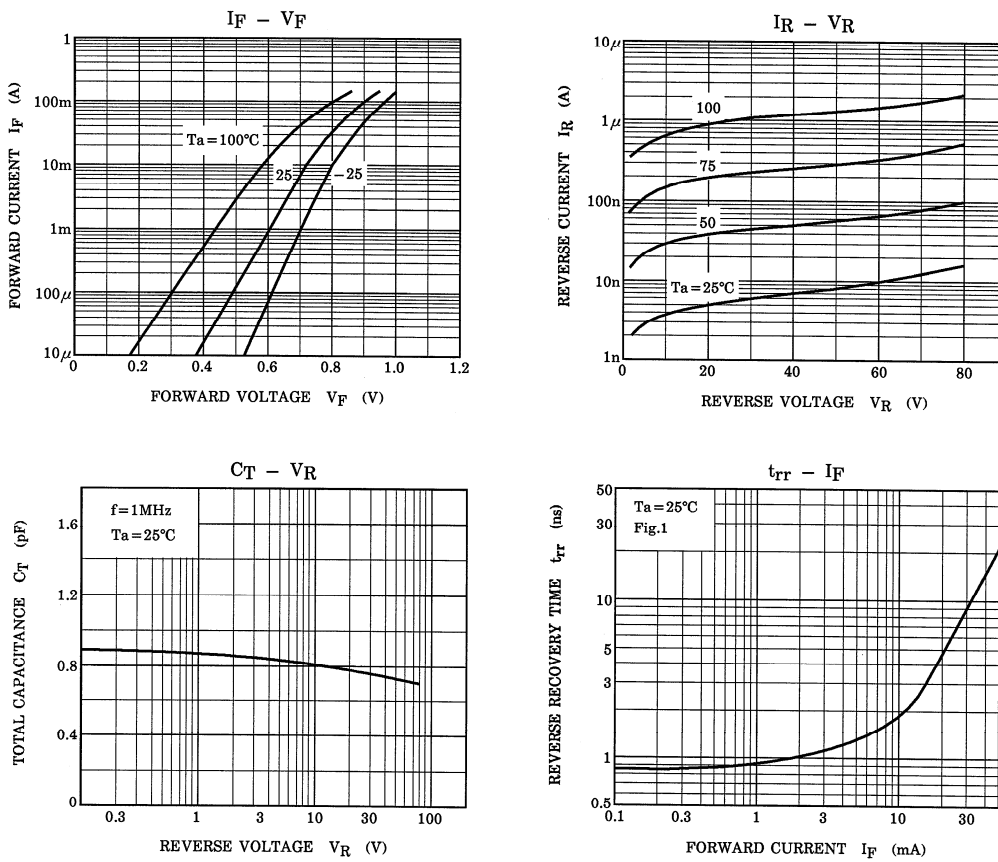 IF – VF
FORWARD CURRENT IF (A)
1
100m
10m
1m
100μ
10μ
Ta=100℃
25
−25
0
0.2
0.4
0.6
0.8
1.0
1.2
FORWARD VOLTAGE VF (V)
IR – VR
REVERSE CURRENT IR (A)
10μ
1μ
100n
10n
1n
100
75
50
Ta=25℃
0
20
40
60
80
REVERSE VOLTAGE VR (V)
CT – VR
TOTAL CAPACITANCE CT (pF)
f=1MHz
Ta=25℃
1.6
1.2
0.8
0.4
0
0.3
1
3
10
30
100
REVERSE VOLTAGE VR (V)
trr – IF
REVERSE RECOVERY TIME trr (ns)
Ta=25℃
Fig.1
50
30
10
5
3
1
0.5
0.1
0.3
1
3
10
30
FORWARD CURRENT IF (mA)